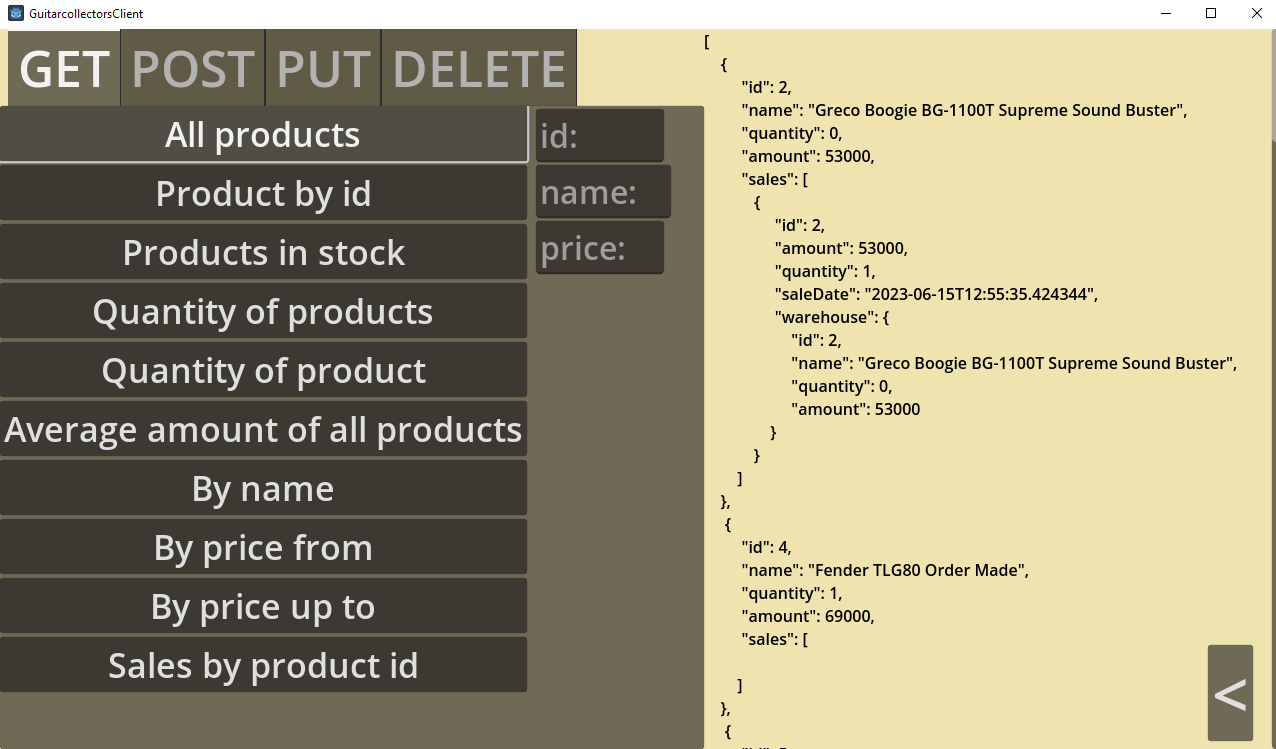 GuitarcollectorsClient
GET POST PUT DELETE
All products
Product by id
Products in stock
Quantity of products
Quantity of product
Average amount of all products
By name
By price from
By price up to
Sales by product id
id:
name:
price:
[
{
"id": 2,
"name": "Greco Boogie BG-1100T Supreme Sound Buster",
"quantity": 0,
"amount": 53000,
"sales": [
{
"id": 2,
"amount": 53000,
"quantity": 1,
"saleDate": "2023-06-15T12:55:35.424344",
"warehouse": {
"id": 2,
"name": "Greco Boogie BG-1100T Supreme Sound Buster",
"quantity": 0,
"amount": 53000
}
}
]
},
{
"id": 4,
"name": "Fender TLG80 Order Made",
"quantity": 1,
"amount": 69000,
"sales": [
]
},
{
<